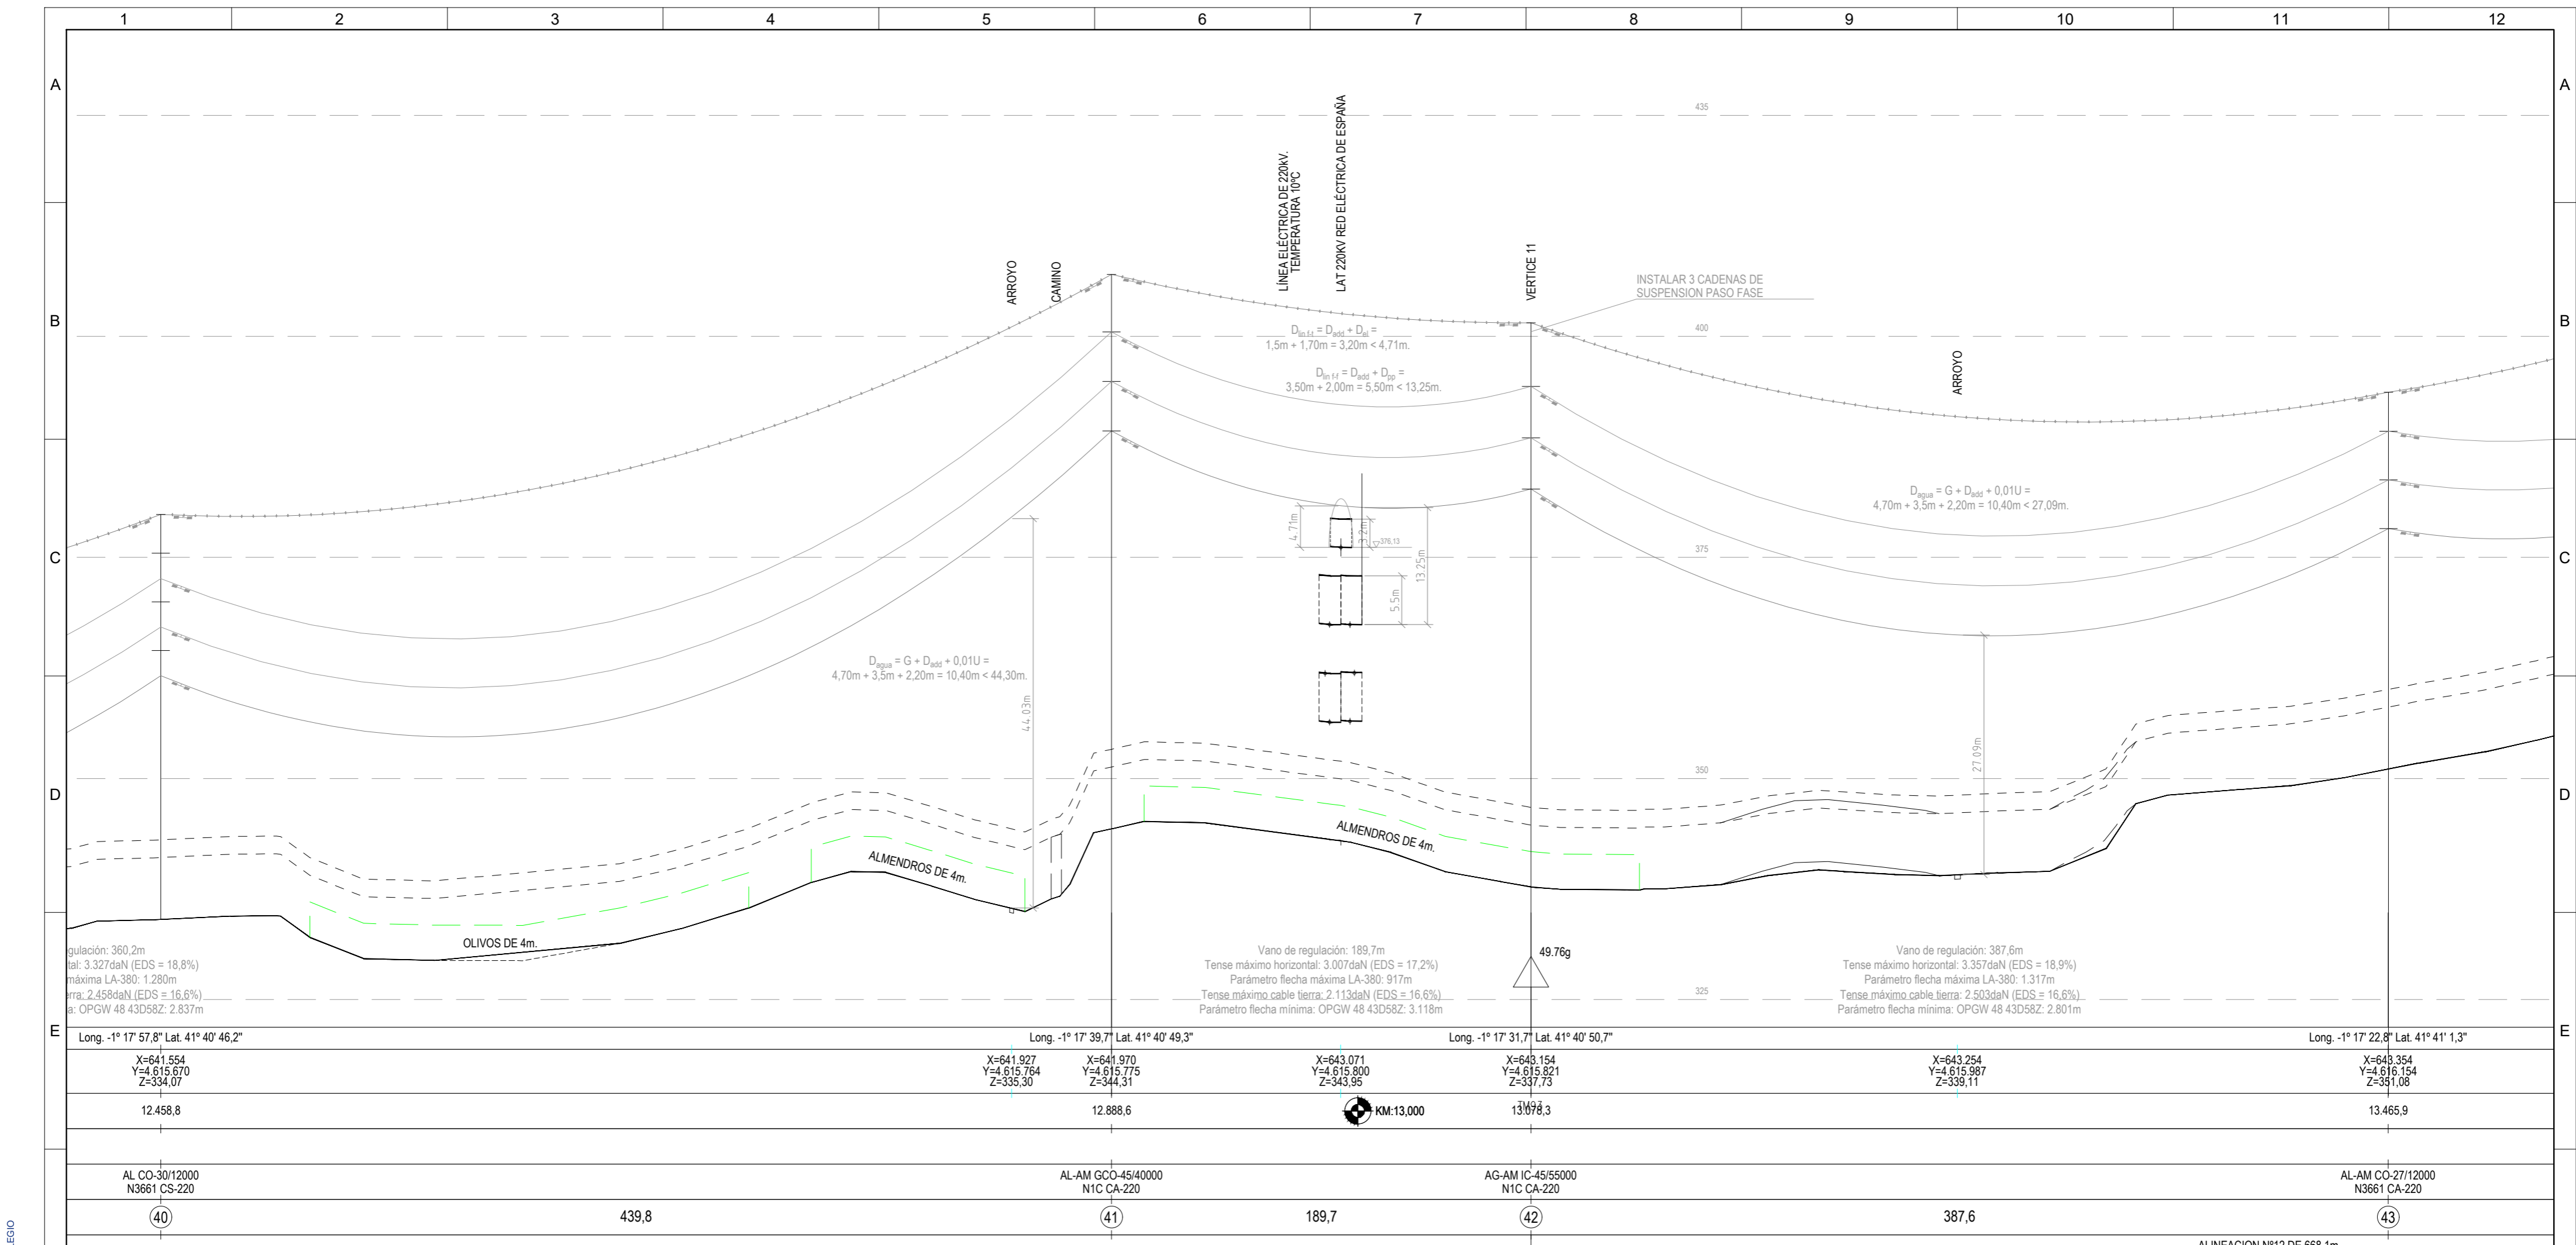 1 2 3 4 5 6 7 8 9 10 11 12
A A
B B
C C
D D
E E
435
400
375
350
325
ARROYO
CAMINO
LÍNEA ELÉCTRICA DE 220kV.
TEMPERATURA 10ºC
LAT 220KV RED ELÉCTRICA DE ESPAÑA
VERTICE 11
INSTALAR 3 CADENAS DE
SUSPENSION PASO FASE
ARROYO
Dlin f-t = Dadd + Del =
1,5m + 1,70m = 3,20m < 4,71m.
Dlin f-f = Dadd + Dpp =
3,50m + 2,00m = 5,50m < 13,25m.
Dagua = G + Dadd + 0,01U =
4,70m + 3,5m + 2,20m = 10,40m < 27,09m.
4.71m
3.2m
376,13
13.25m
5.5m
Dagua = G + Dadd + 0,01U =
4,70m + 3,5m + 2,20m = 10,40m < 44,30m.
44.03m
27.09m
ALMENDROS DE 4m.
ALMENDROS DE 4m.
OLIVOS DE 4m.
49.76g
egulación: 360,2m
tal: 3.327daN (EDS = 18,8%)
máxima LA-380: 1.280m
erra: 2.458daN (EDS = 16,6%)
a: OPGW 48 43D58Z: 2.837m
Vano de regulación: 189,7m
Tense máximo horizontal: 3.007daN (EDS = 17,2%)
Parámetro flecha máxima LA-380: 917m
Tense máximo cable tierra: 2.113daN (EDS = 16,6%)
Parámetro flecha mínima: OPGW 48 43D58Z: 3.118m
Vano de regulación: 387,6m
Tense máximo horizontal: 3.357daN (EDS = 18,9%)
Parámetro flecha máxima LA-380: 1.317m
Tense máximo cable tierra: 2.503daN (EDS = 16,6%)
Parámetro flecha mínima: OPGW 48 43D58Z: 2.801m
Long. -1º 17' 57,8" Lat. 41º 40' 46,2" Long. -1º 17' 39,7" Lat. 41º 40' 49,3" Long. -1º 17' 31,7" Lat. 41º 40' 50,7" Long. -1º 17' 22,8" Lat. 41º 41' 1,3"
X=641.554 X=641.927 X=641.970 X=643.071 X=643.154 X=643.254 X=643.354
Y=4.615.670 Y=4.615.764 Y=4.615.775 Y=4.615.800 Y=4.615.821 Y=4.615.987 Y=4.616.154
Z=334,07 Z=335,30 Z=344,31 Z=343,95 Z=337,73 Z=339,11 Z=351,08
12.458,8 12.888,6 KM:13,000 13.078,3 13.465,9
AL CO-30/12000 AL-AM GCO-45/40000 AG-AM IC-45/55000 AL-AM CO-27/12000
N3661 CS-220 N1C CA-220 N1C CA-220 N3661 CA-220
40 439,8 41 189,7 42 387,6 43
ALINEACION Nº12 DE 668,1m
LEGIO